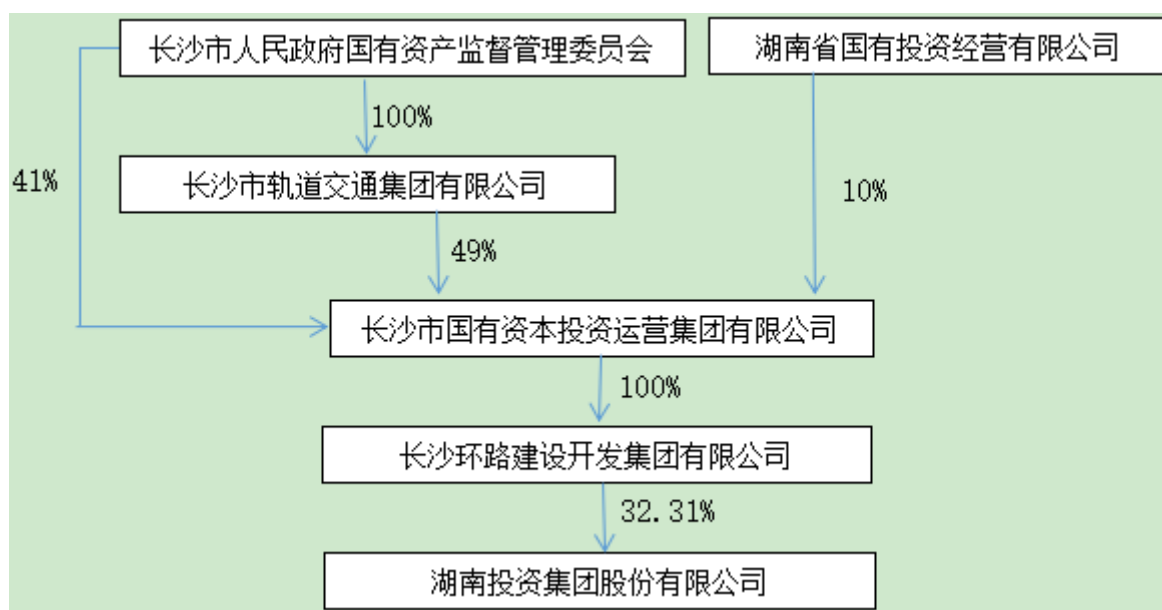 长沙市人民政府国有资产监督管理委员会
湖南省国有投资经营有限公司
100%
41%
长沙市轨道交通集团有限公司
10%
49%
长沙市国有资本投资运营集团有限公司
100%
长沙环路建设开发集团有限公司
32.31%
湖南投资集团股份有限公司